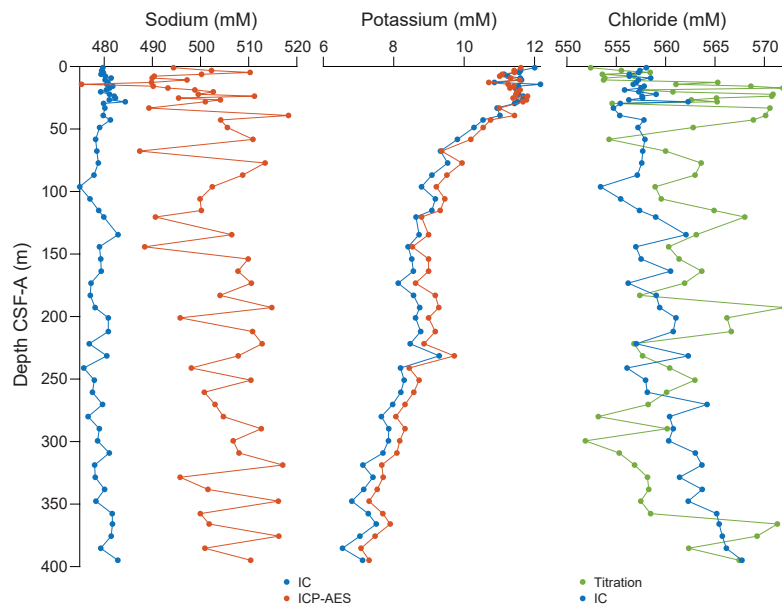 Sodium (mM) Potassium (mM) Chloride (mM)
480 490 500 510 520 6 8 10 12 550 555 560 565 570
0
50
100
150
200
250
300
350
400
Depth CSF-A (m)
IC Titration
ICP-AES IC